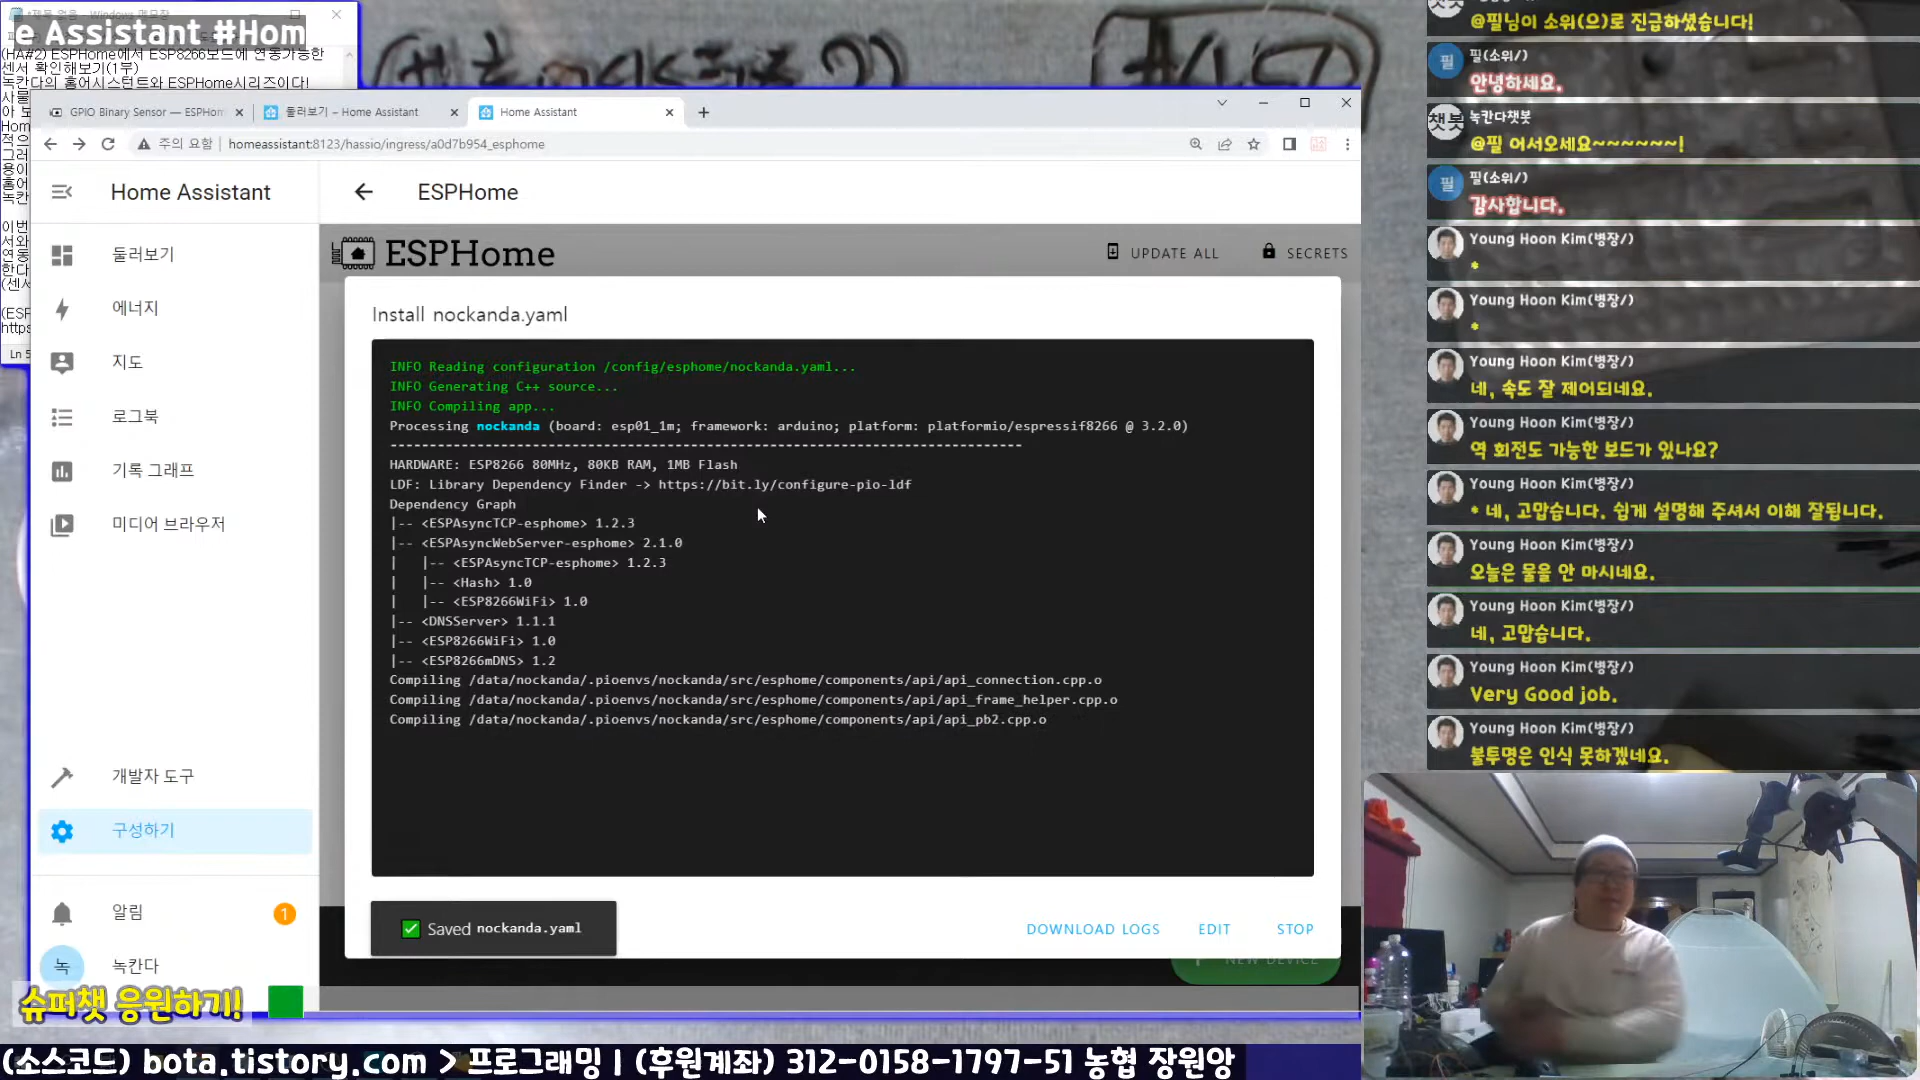 e Assistant #Hom
(HA#2) ESPHome에서 ESP8266보드에 연동가능한
센서 확인해보기(1부)
녹칸다의 홈어시스턴트와 ESPHome시리즈이다!
GPIO Binary Sensor — ESPHom
둘러보기 – Home Assistant
Home Assistant
주의 요함
homeassistant:8123/hassio/ingress/a0d7b954_esphome
Home Assistant
ESPHome
둘러보기
에너지
지도
로그북
기록 그래프
미디어 브라우저
개발자 도구
구성하기
알림
1
녹
녹칸다
ESPHome
UPDATE ALL
SECRETS
Install nockanda.yaml
INFO Reading configuration /config/esphome/nockanda.yaml...
INFO Generating C++ source...
INFO Compiling app...
Processing nockanda (board: esp01_1m; framework: arduino; platform: platformio/espressif8266 @ 3.2.0)
--------------------------------------------------------------------------------
HARDWARE: ESP8266 80MHz, 80KB RAM, 1MB Flash
LDF: Library Dependency Finder -> https://bit.ly/configure-pio-ldf
Dependency Graph
|-- <ESPAsyncTCP-esphome> 1.2.3
|-- <ESPAsyncWebServer-esphome> 2.1.0
|   |-- <ESPAsyncTCP-esphome> 1.2.3
|   |-- <Hash> 1.0
|   |-- <ESP8266WiFi> 1.0
|-- <DNSServer> 1.1.1
|-- <ESP8266WiFi> 1.0
|-- <ESP8266mDNS> 1.2
Compiling /data/nockanda/.pioenvs/nockanda/src/esphome/components/api/api_connection.cpp.o
Compiling /data/nockanda/.pioenvs/nockanda/src/esphome/components/api/api_frame_helper.cpp.o
Compiling /data/nockanda/.pioenvs/nockanda/src/esphome/components/api/api_pb2.cpp.o
Saved nockanda.yaml
DOWNLOAD LOGS
EDIT
STOP
NEW DEVICE
@필님이 소위(으)로 진급하셨습니다!
필
필(소위/)
안녕하세요.
챗봇
녹칸다챗봇
@필 어서오세요~~~~~~!
필
필(소위/)
감사합니다.
Young Hoon Kim(병장/)
*
Young Hoon Kim(병장/)
*
Young Hoon Kim(병장/)
네, 속도 잘 제어되네요.
Young Hoon Kim(병장/)
역 회전도 가능한 보드가 있나요?
Young Hoon Kim(병장/)
* 네, 고맙습니다. 쉽게 설명해 주셔서 이해 잘됩니다.
Young Hoon Kim(병장/)
오늘은 물을 안 마시네요.
Young Hoon Kim(병장/)
네, 고맙습니다.
Young Hoon Kim(병장/)
Very Good job.
Young Hoon Kim(병장/)
불투명은 인식 못하겠네요.
슈퍼챗 응원하기!
(소스코드) bota.tistory.com > 프로그래밍 | (후원계좌) 312-0158-1797-51 농협 장원앙